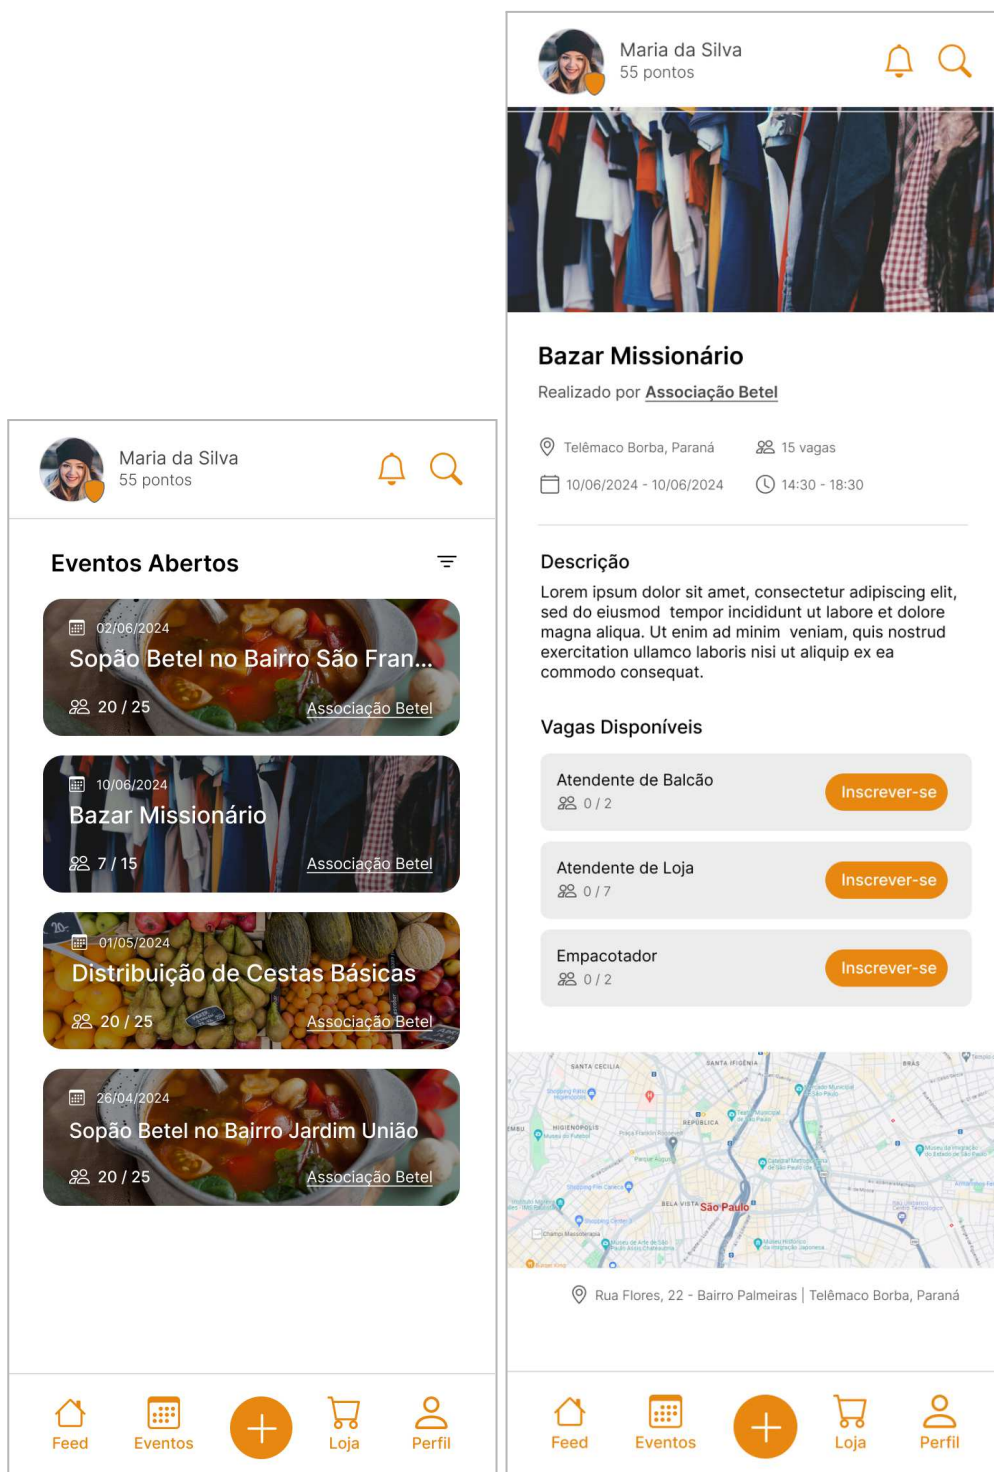 Maria da Silva
55 pontos
Eventos Abertos
02/06/2024
Sopão Betel no Bairro São Fran...
20 / 25
Associação Betel
10/06/2024
Bazar Missionário
7 / 15
Associação Betel
20-
01/05/2024
Distribuição de Cestas Básicas
20 / 25
Associação Betel
26/04/2024
Sopão Betel no Bairro Jardim União
20 / 25
Associação Betel
Feed
Eventos
Loja
Perfil
Maria da Silva
55 pontos
Bazar Missionário
Realizado por Associação Betel
Telêmaco Borba, Paraná
15 vagas
10/06/2024 - 10/06/2024
14:30 - 18:30
Descrição
Lorem ipsum dolor sit amet, consectetur adipiscing elit,
sed do eiusmod tempor incididunt ut labore et dolore
magna aliqua. Ut enim ad minim veniam, quis nostrud
exercitation ullamco laboris nisi ut aliquip ex ea
commodo consequat.
Vagas Disponíveis
Atendente de Balcão
0 / 2
Inscrever-se
Atendente de Loja
0 / 7
Inscrever-se
Empacotador
0 / 2
Inscrever-se
SANTA CECILIA
SANTA IFIGÊNIA
BRÁS
HIGIENÓPOLIS
REPÚBLICA
BELA VISTA
São Paulo
Rua Flores, 22 - Bairro Palmeiras | Telêmaco Borba, Paraná
Feed
Eventos
Loja
Perfil